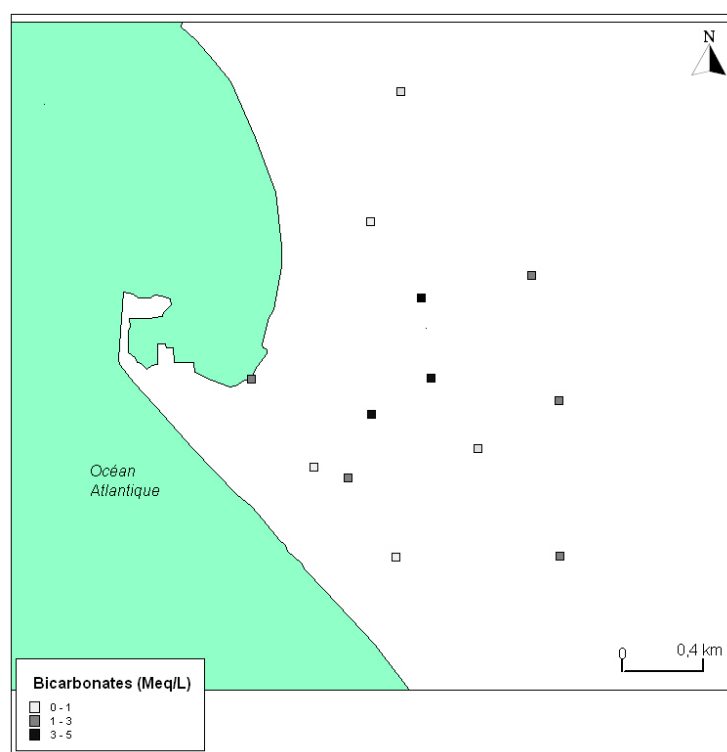 N
Océan
Atlantique
0 0,4 km
Bicarbonates (Meq/L)
0 - 1
1 - 3
3 - 5